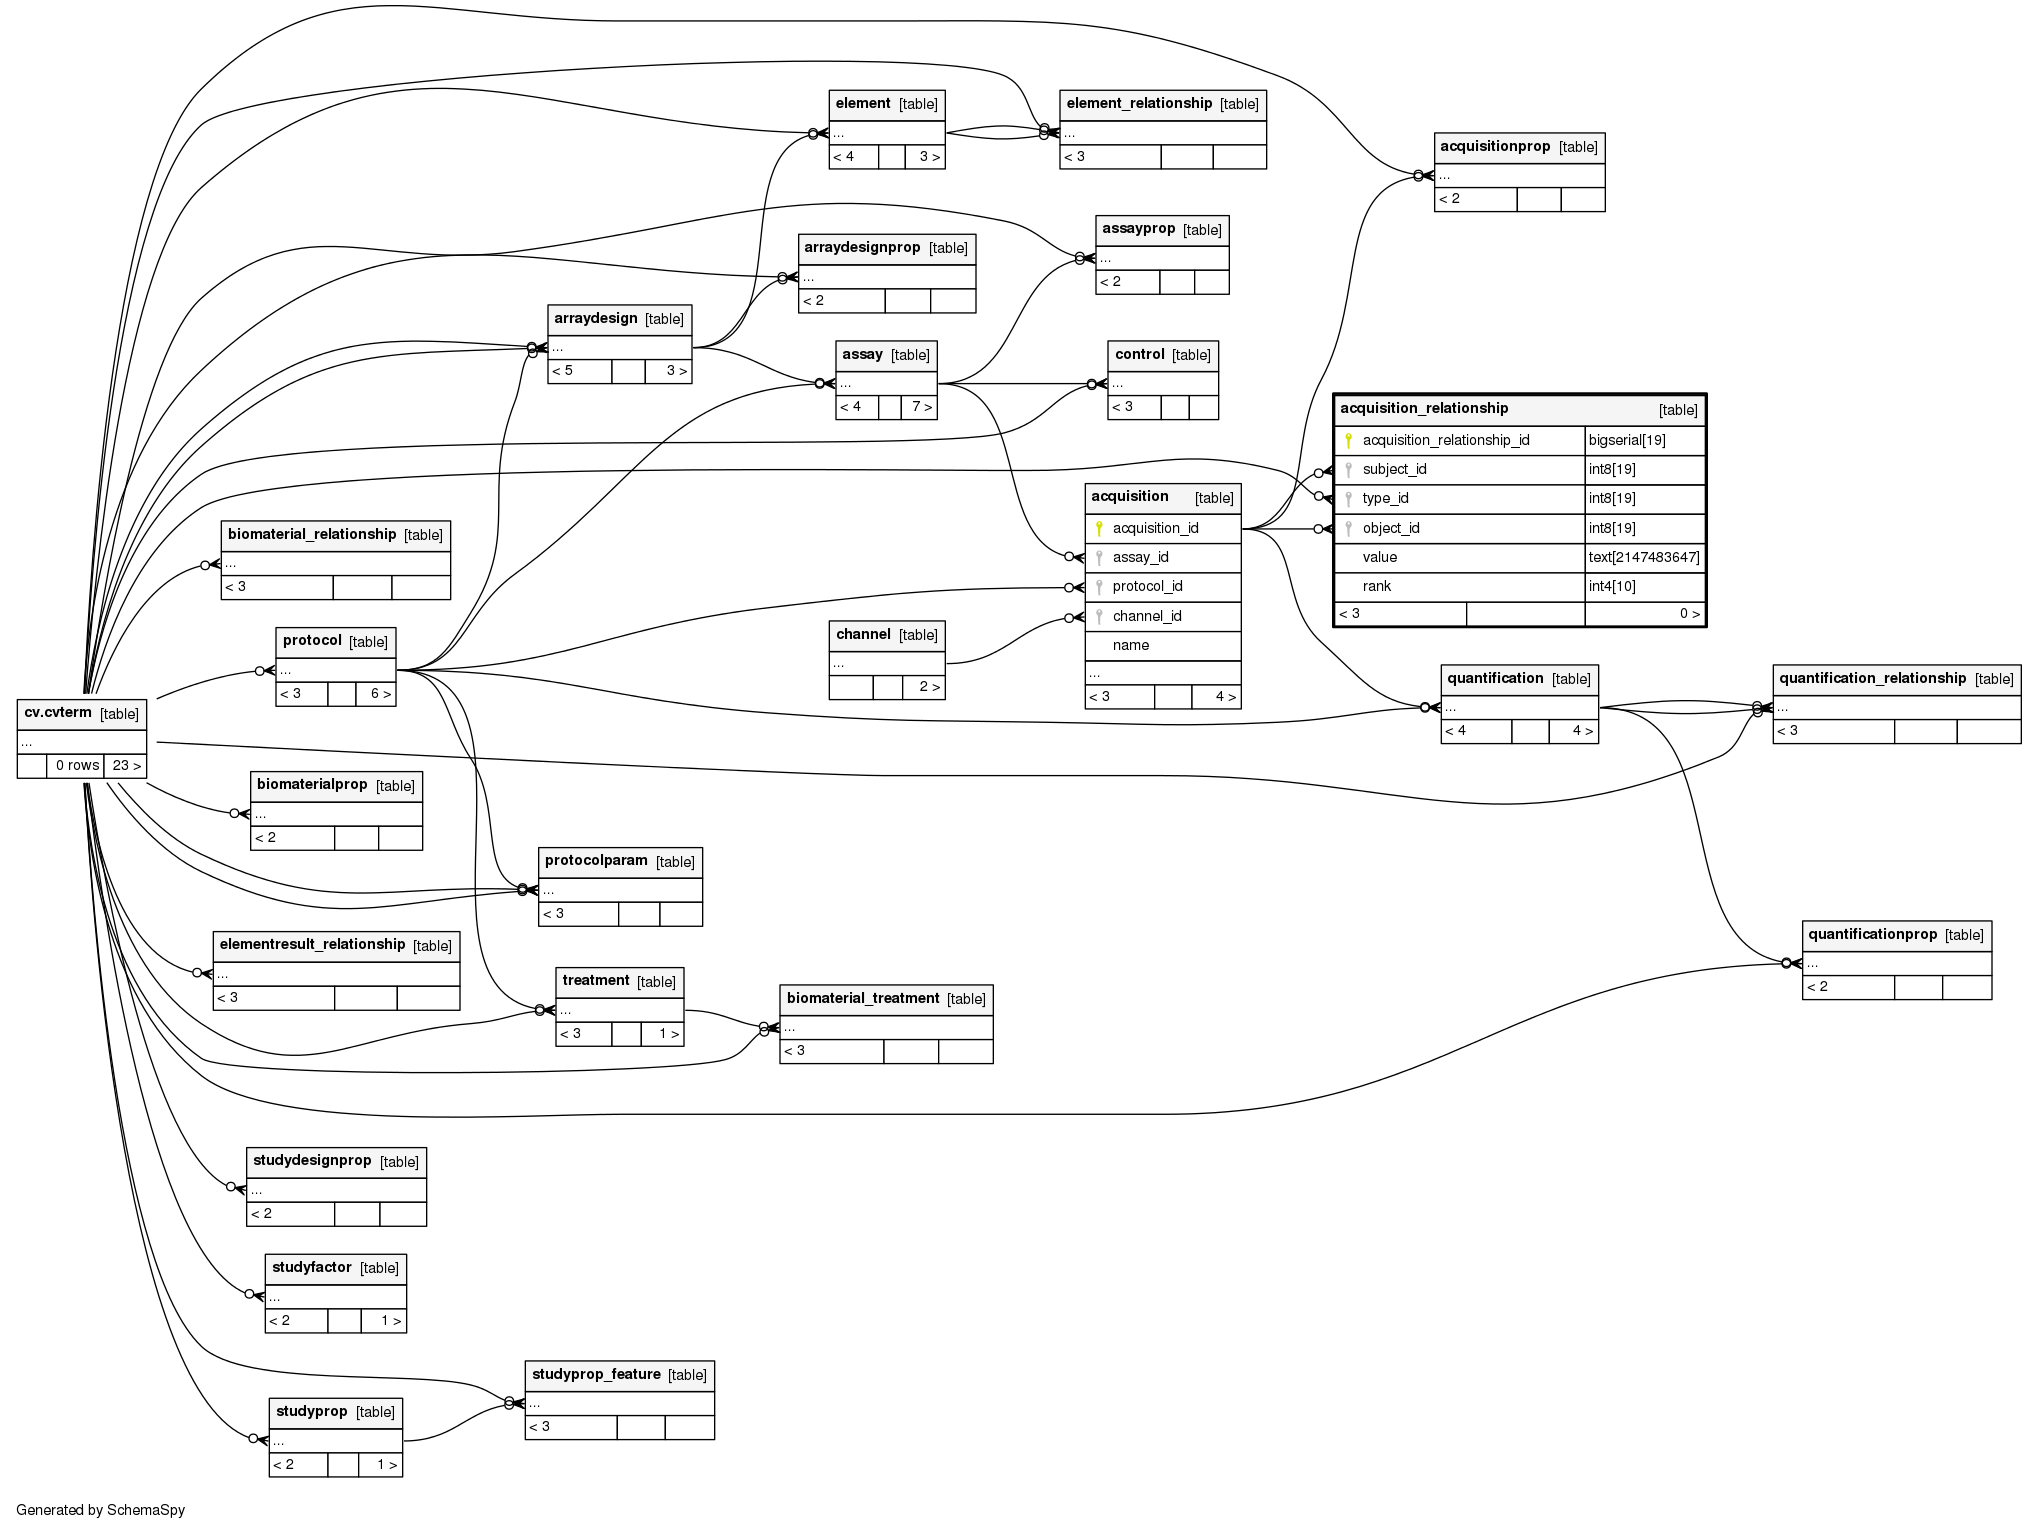 element [table]
...
< 4 3 >
element_relationship [table]
...
< 3
acquisitionprop [table]
...
< 2
assayprop [table]
...
< 2
arraydesignprop [table]
...
< 2
arraydesign [table]
...
< 5 3 >
assay [table]
...
< 4 7 >
control [table]
...
< 3
acquisition_relationship [table]
acquisition_relationship_id bigserial[19]
subject_id int8[19]
type_id int8[19]
object_id int8[19]
value text[2147483647]
rank int4[10]
< 3 0 >
acquisition [table]
acquisition_id
assay_id
protocol_id
channel_id
name
...
< 3 4 >
biomaterial_relationship [table]
...
< 3
channel [table]
...
2 >
protocol [table]
...
< 3 6 >
quantification [table]
...
< 4 4 >
quantification_relationship [table]
...
< 3
cv.cvterm [table]
...
0 rows 23 >
biomaterialprop [table]
...
< 2
protocolparam [table]
...
< 3
quantificationprop [table]
...
< 2
elementresult_relationship [table]
...
< 3
treatment [table]
...
< 3 1 >
biomaterial_treatment [table]
...
< 3
studydesignprop [table]
...
< 2
studyfactor [table]
...
< 2 1 >
studyprop_feature [table]
...
< 3
studyprop [table]
...
< 2 1 >
Generated by SchemaSpy